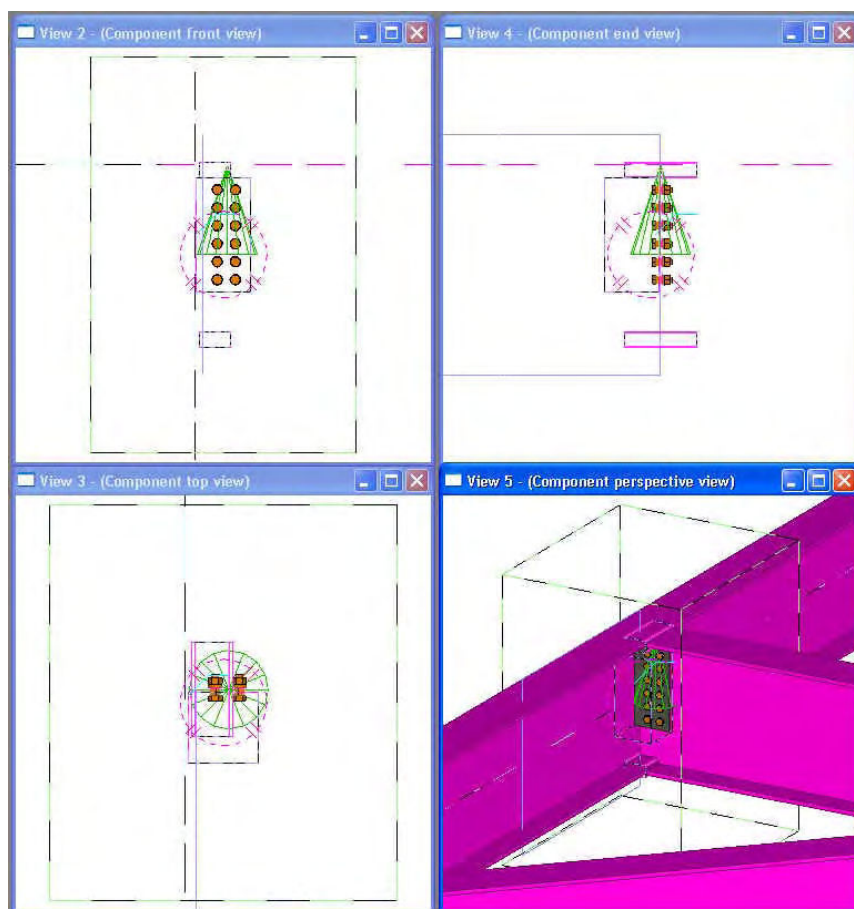 View 2 - (Component front view)
View 4 - (Component end view)
View 3 - (Component top view)
View 5 - (Component perspective view)